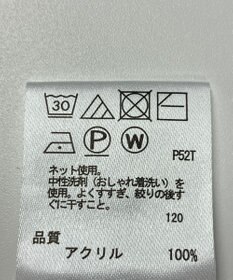 30
P W
P52T
ネット使用。
中性洗剤(おしゃれ着洗い)を
使用。よくすすぎ、絞りの後す
ぐに干すこと。
120
品質
アクリル 100%